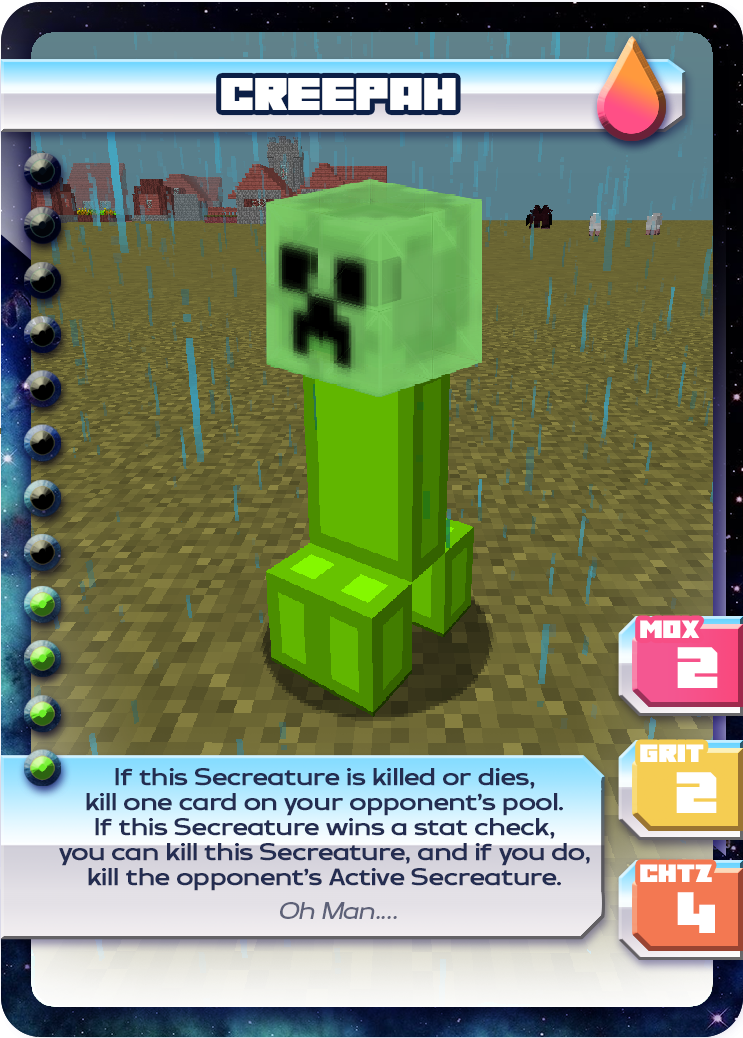 CREEPAH
MOX
2
GRIT
2
CHTZ
4
If this Secreature is killed or dies,
kill one card on your opponent's pool.
If this Secreature wins a stat check,
you can kill this Secreature, and if you do,
kill the opponent's Active Secreature.
Oh Man....